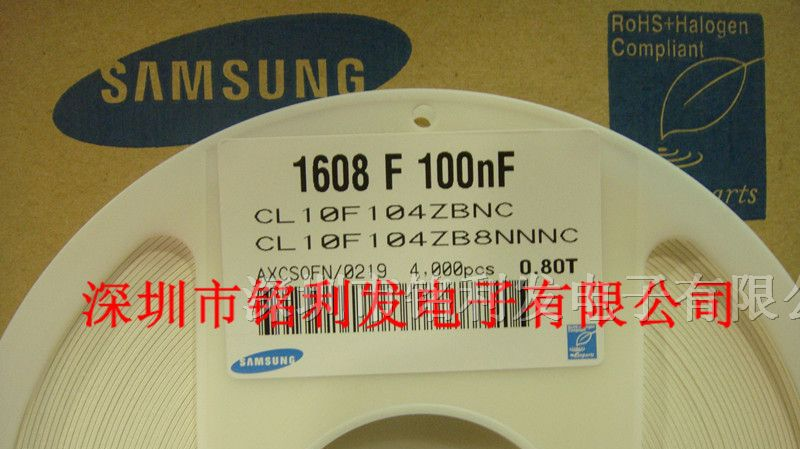 SAMSUNG
RoHS+Halogen
Compliant
1608 F 100nF
CL10F104ZBNC
CL10F104ZB8NNNC
AXCSOFN/0219 4,000pcs 0.80T
深圳市铭利发电子有限公司
SAMSUNG